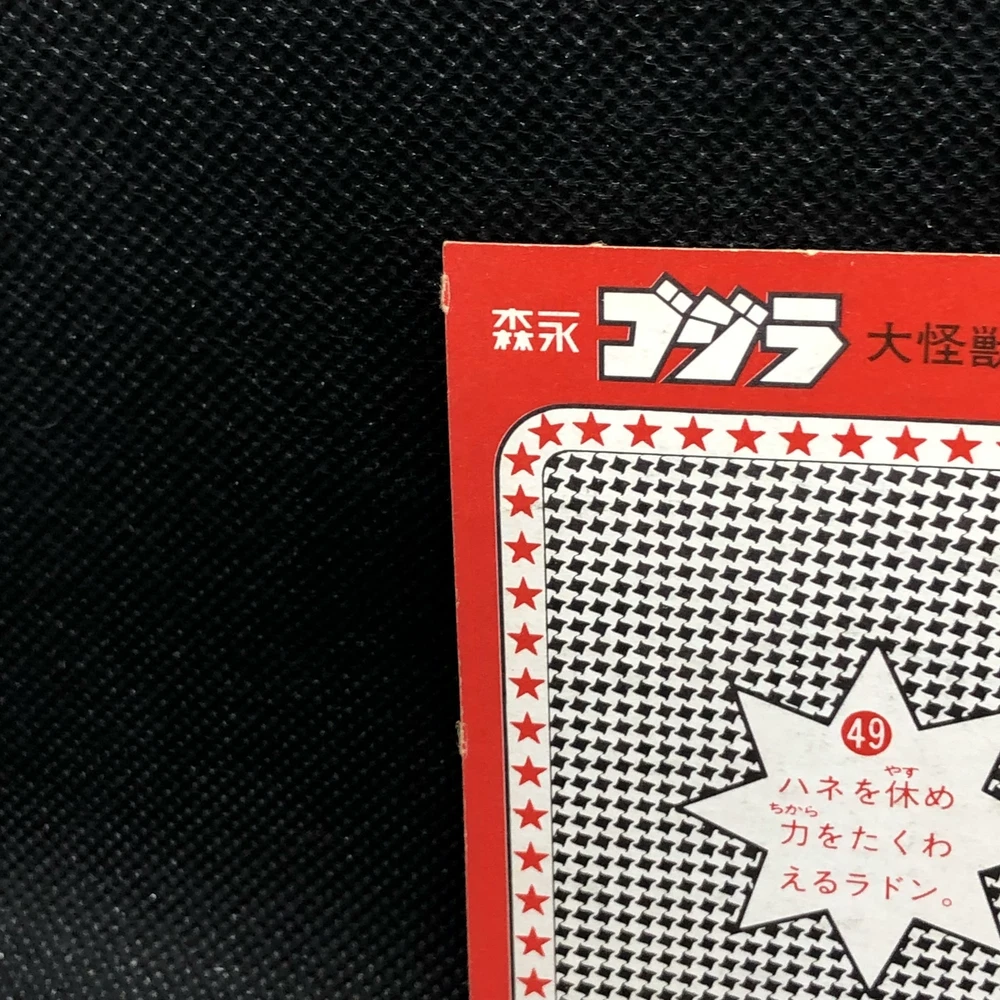 森永 ゴジラ 大怪獣
49
やす
ハネを休め
ちから
力をたくわ
えるラドン。